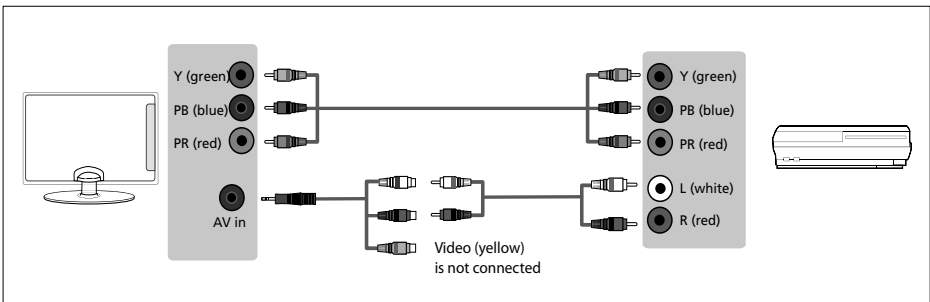 Y (green)
PB (blue)
PR (red)
AV in
Y (green)
PB (blue)
PR (red)
L (white)
R (red)
Video (yellow)
is not connected